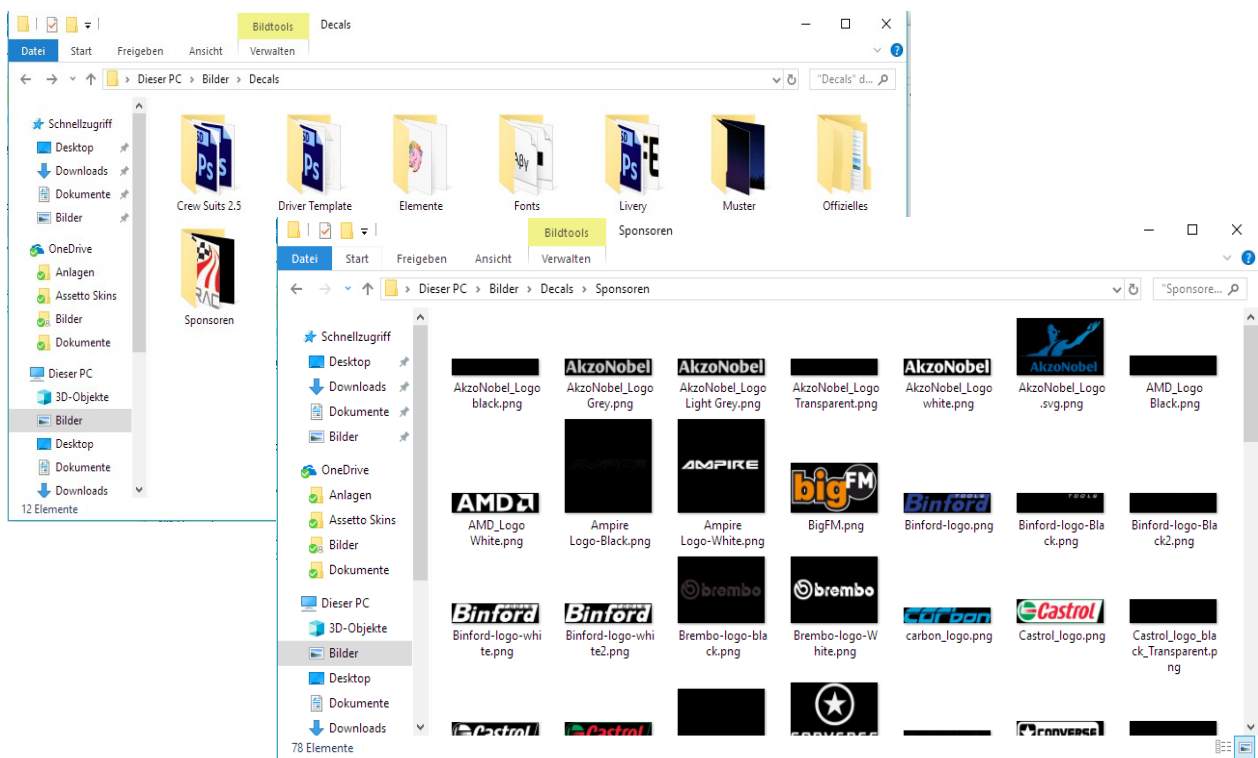 Bildtools
Decals
Datei
Start
Freigeben
Ansicht
Verwalten
Dieser PC
Bilder
Decals
"Decals" d...
Schnellzugriff
Desktop
Downloads
Dokumente
Bilder
OneDrive
Anlagen
Assetto Skins
Bilder
Dokumente
Dieser PC
3D-Objekte
Bilder
Desktop
Dokumente
Downloads
12 Elemente
Crew Suits 2.5
Driver Template
Elemente
Fonts
Livery
Muster
Offizielles
Sponsoren
Bildtools
Sponsoren
Datei
Start
Freigeben
Ansicht
Verwalten
Dieser PC
Bilder
Decals
Sponsoren
"Sponsore...
Schnellzugriff
Desktop
Downloads
Dokumente
Bilder
OneDrive
Anlagen
Assetto Skins
Bilder
Dokumente
Dieser PC
3D-Objekte
Bilder
Desktop
Dokumente
Downloads
78 Elemente
AkzoNobel_Logo
black.png
AkzoNobel
AkzoNobel_Logo
Grey.png
AkzoNobel
AkzoNobel_Logo
Light Grey.png
AkzoNobel_Logo
Transparent.png
AkzoNobel
AkzoNobel_Logo
white.png
AkzoNobel
AkzoNobel_Logo
.svg.png
AMD_Logo
Black.png
AMD
AMD_Logo
White.png
Ampire
Logo-Black.png
AMPIRE
Ampire
Logo-White.png
bigFM
BigFM.png
Binford
TOOLS
Binford-logo.png
TOOLS
Binford-logo-Bla
ck.png
Binford-logo-Bla
ck2.png
Binford
TOOLS
Binford-logo-whi
te.png
Binford
TOOLS
Binford-logo-whi
te2.png
brembo
Brembo-logo-bla
ck.png
brembo
Brembo-logo-W
hite.png
carbon
carbon_logo.png
Castrol
Castrol_logo.png
Castrol_logo_bla
ck_Transparent.p
ng
Castrol
Castrol
CONVERSE
CONVERSE